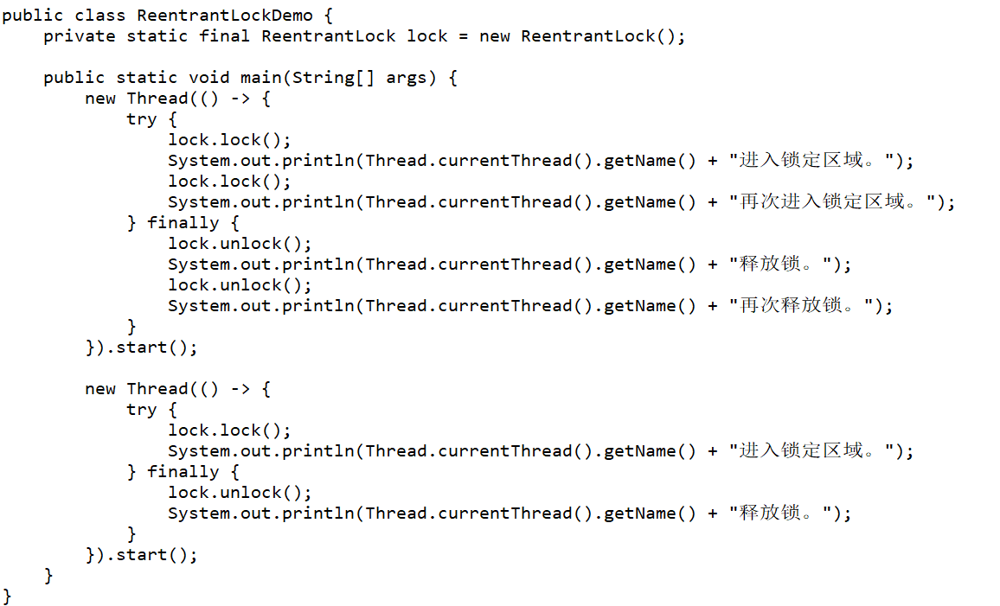 public class ReentrantLockDemo {
    private static final ReentrantLock lock = new ReentrantLock();

    public static void main(String[] args) {
        new Thread(() -> {
            try {
                lock.lock();
                System.out.println(Thread.currentThread().getName() + "进入锁定区域。");
                lock.lock();
                System.out.println(Thread.currentThread().getName() + "再次进入锁定区域。");
            } finally {
                lock.unlock();
                System.out.println(Thread.currentThread().getName() + "释放锁。");
                lock.unlock();
                System.out.println(Thread.currentThread().getName() + "再次释放锁。");
            }
        }).start();

        new Thread(() -> {
            try {
                lock.lock();
                System.out.println(Thread.currentThread().getName() + "进入锁定区域。");
            } finally {
                lock.unlock();
                System.out.println(Thread.currentThread().getName() + "释放锁。");
            }
        }).start();
    }
}